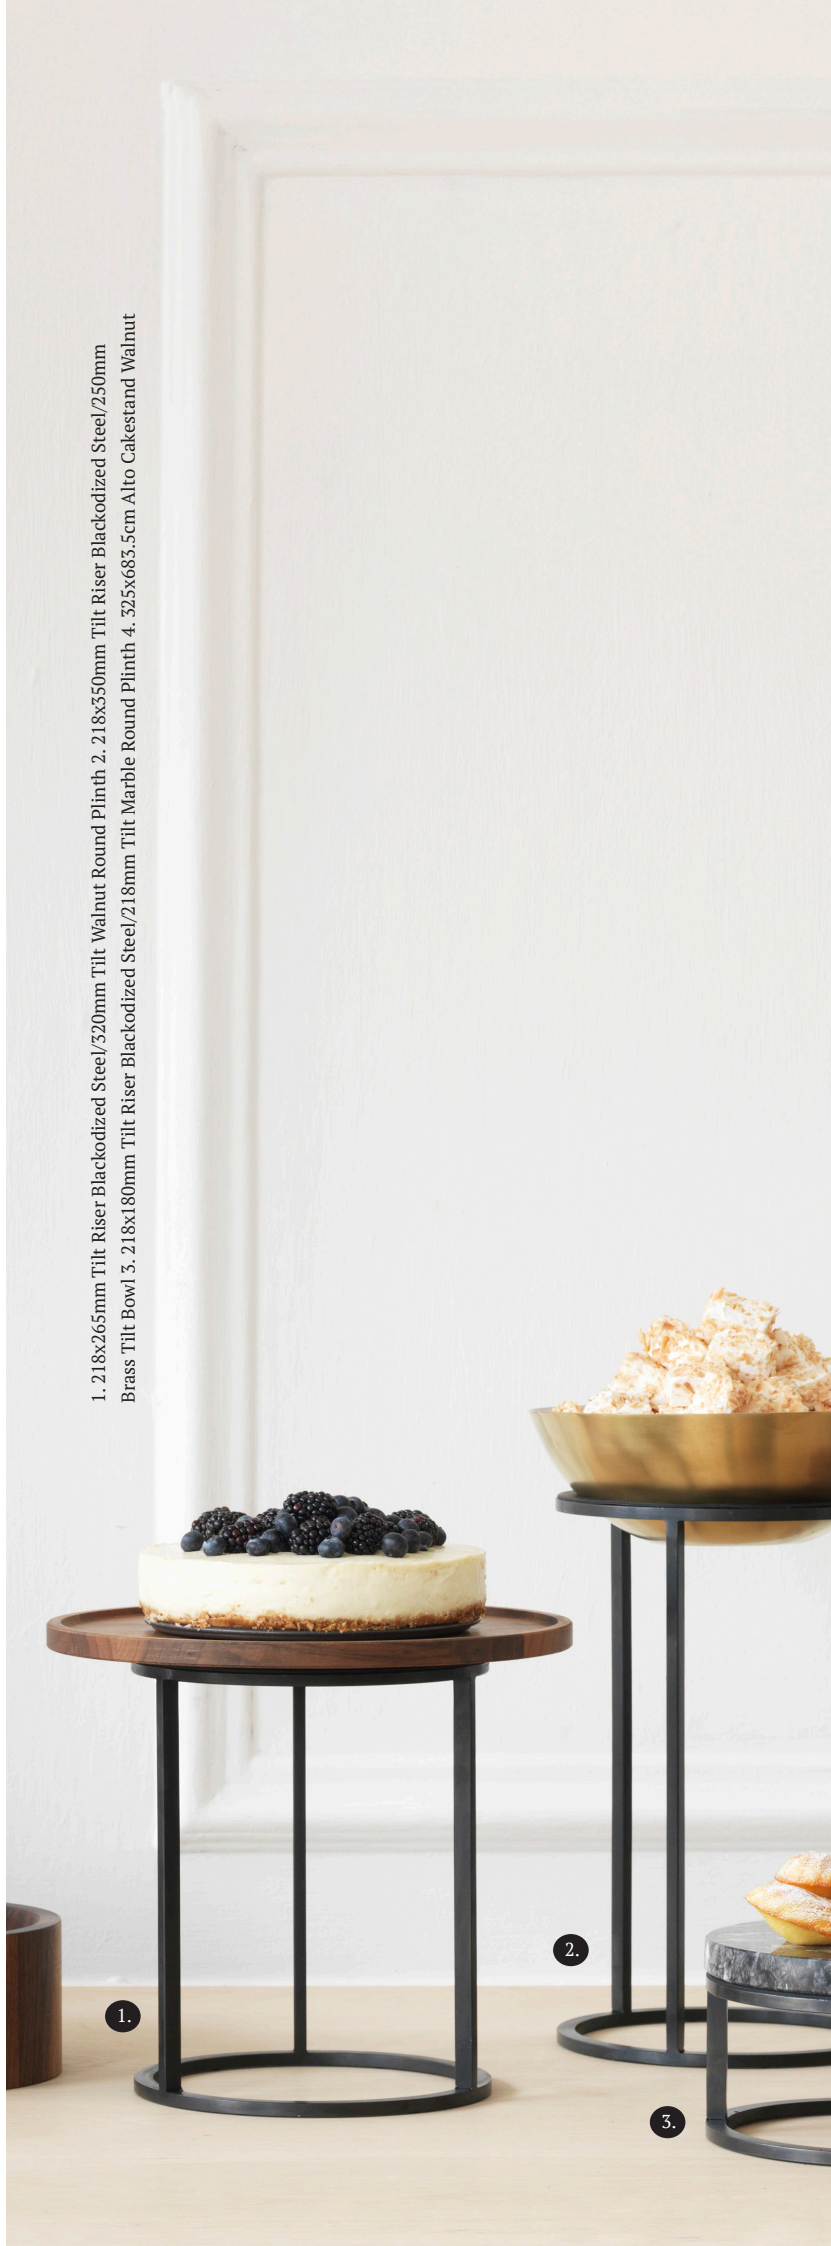 1. 218x265mm Tilt Riser Blackodized Steel/320mm Tilt Walnut Round Plinth 2. 218x350mm Tilt Riser Blackodized Steel/250mm
Brass Tilt Bowl 3. 218x180mm Tilt Riser Blackodized Steel/218mm Tilt Marble Round Plinth 4. 325x683.5cm Alto Cakestand Walnut
2.
1.
3.